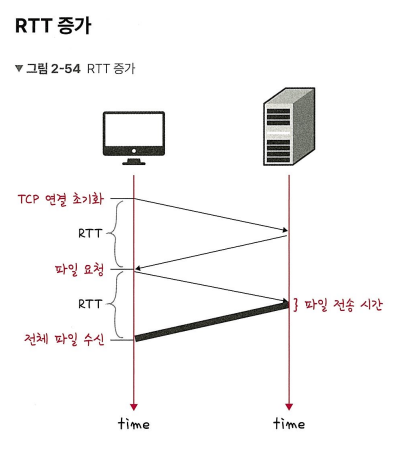 RTT 증가
▼ 그림 2-54 RTT 증가
TCP 연결 초기화
RTT
파일 요청
RTT
} 파일 전송 시간
전체 파일 수신
time
time